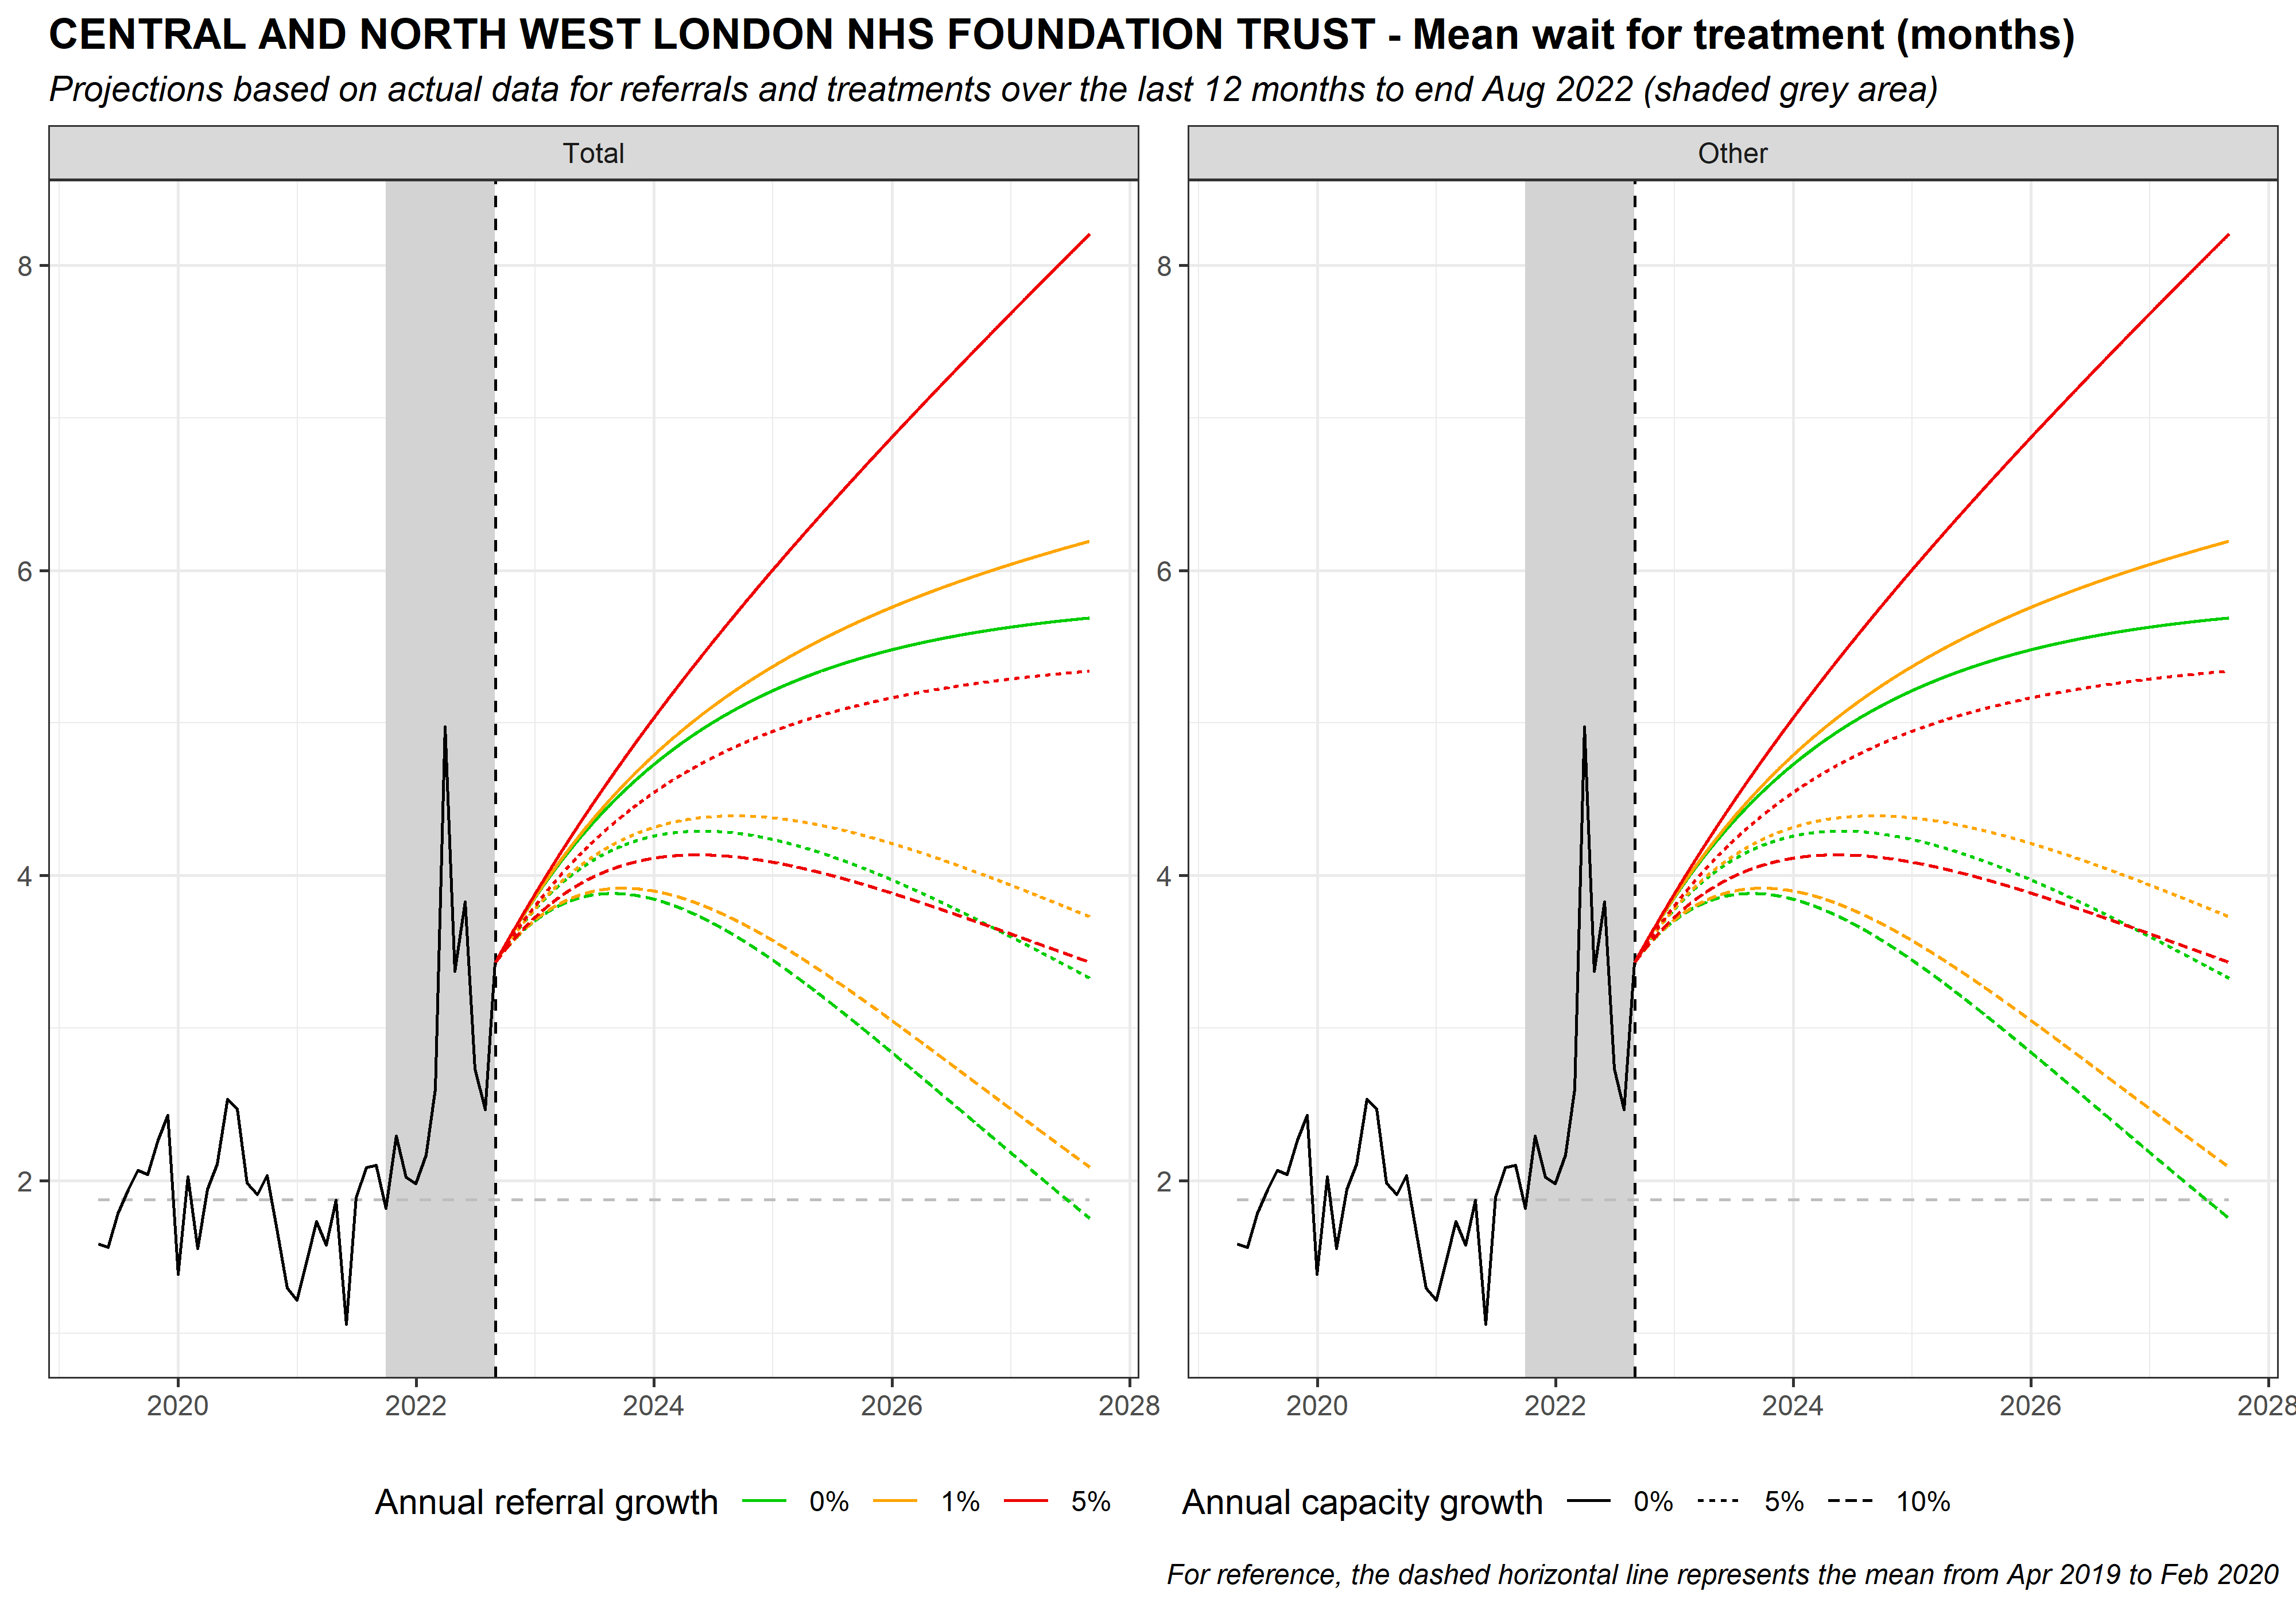 CENTRAL AND NORTH WEST LONDON NHS FOUNDATION TRUST - Mean wait for treatment (months)
Projections based on actual data for referrals and treatments over the last 12 months to end Aug 2022 (shaded grey area)
Total
Other
8
6
4
2
8
6
4
2
2020 2022 2024 2026 2028
2020 2022 2024 2026 2028
Annual referral growth 0% 1% 5%
Annual capacity growth 0% 5% 10%
For reference, the dashed horizontal line represents the mean from Apr 2019 to Feb 2020